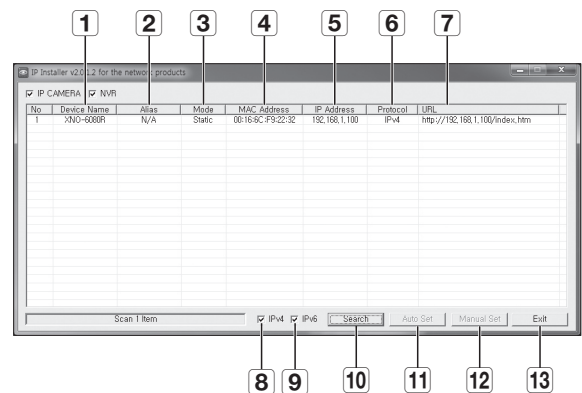 1 2 3 4 5 6 7
IP Installer v2.0.1.2 for the network products
IP CAMERA NVR
No Device Name Alias Mode MAC Address IP Address Protocol URL
1 XNO-6080R N/A Static 00:16:6C:F9:22:32 192,168,1,100 IPv4 http://192,168,1,100/index,htm
Scan 1 Item IPv4 IPv6 Search Auto Set Manual Set Exit
8 9 10 11 12 13